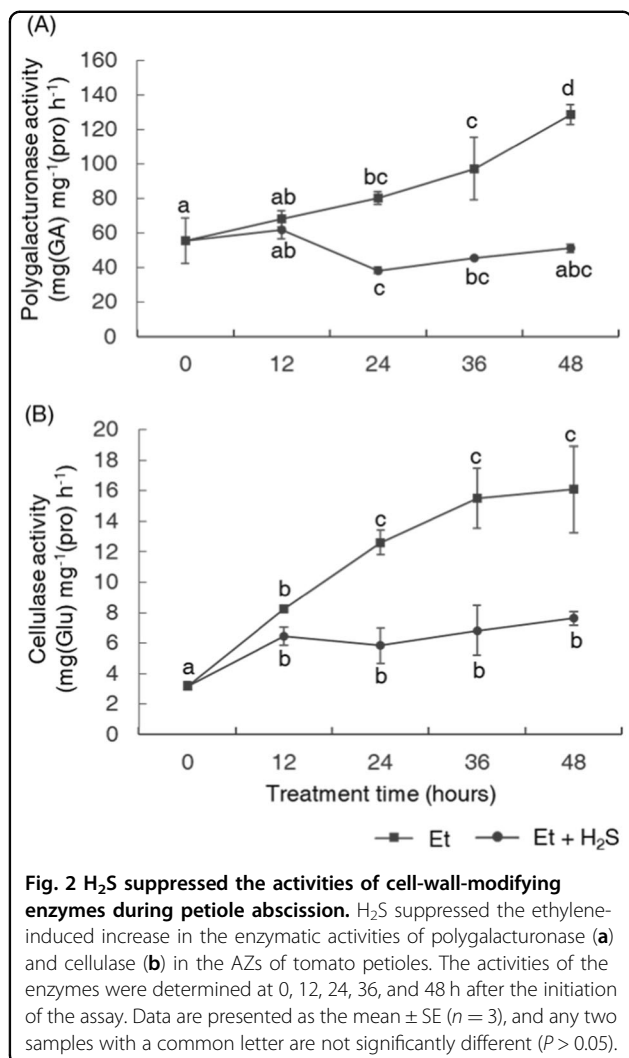 (A)
Polygalacturonase activity
(mg(GA) mg⁻¹(pro) h⁻¹)
160
140
120
100
80
60
40
20
0
a
ab
bc
c
d
ab
c
bc
abc
0 12 24 36 48
(B)
Cellulase activity
(mg(Glu) mg⁻¹(pro) h⁻¹)
20
18
16
14
12
10
8
6
4
2
0
a
b
c
c
c
b
b
b
b
0 12 24 36 48
Treatment time (hours)
Et Et + H₂S
Fig. 2 H₂S suppressed the activities of cell-wall-modifying
enzymes during petiole abscission. H₂S suppressed the ethylene-
induced increase in the enzymatic activities of polygalacturonase (a)
and cellulase (b) in the AZs of tomato petioles. The activities of the
enzymes were determined at 0, 12, 24, 36, and 48 h after the initiation
of the assay. Data are presented as the mean ± SE (n = 3), and any two
samples with a common letter are not significantly different (P > 0.05).